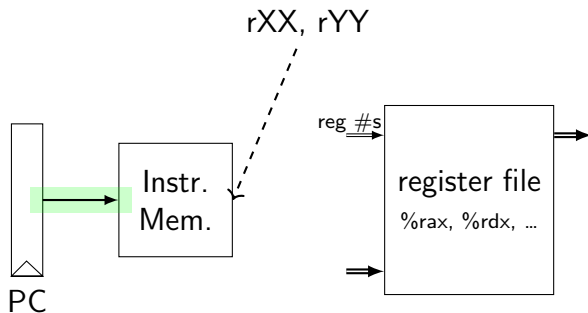 rXX, rYY
reg #s
Instr.
Mem.
register file
%rax, %rdx, ...
PC